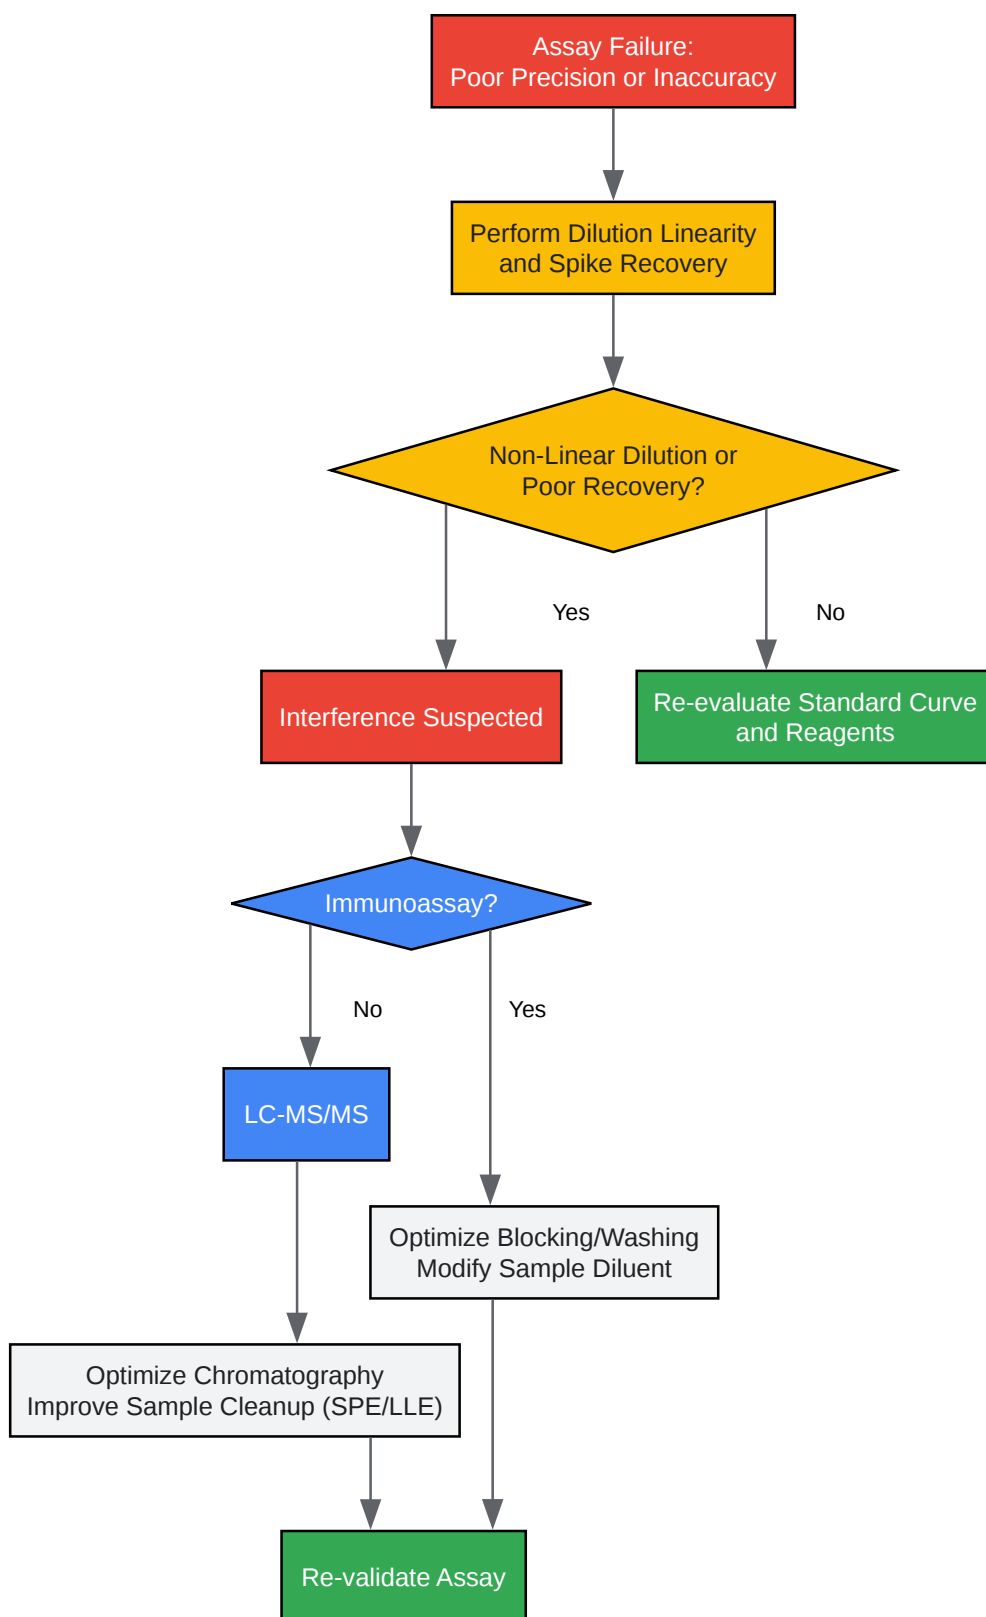 Assay Failure:
Poor Precision or Inaccuracy
Perform Dilution Linearity
and Spike Recovery
Non-Linear Dilution or
Poor Recovery?
Yes
No
Interference Suspected
Re-evaluate Standard Curve
and Reagents
Immunoassay?
No
Yes
LC-MS/MS
Optimize Blocking/Washing
Modify Sample Diluent
Optimize Chromatography
Improve Sample Cleanup (SPE/LLE)
Re-validate Assay